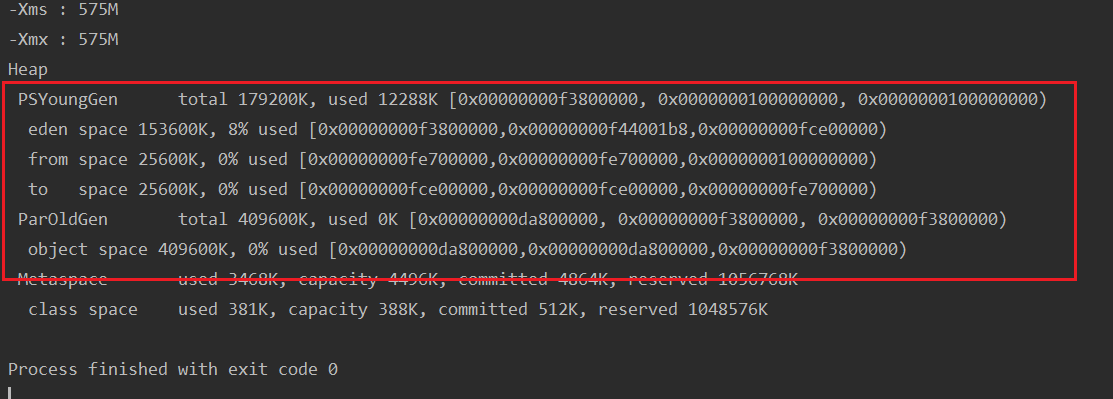 -Xms : 575M
-Xmx : 575M
Heap
PSYoungGen total 179200K, used 12288K [0x00000000f3800000, 0x0000000100000000, 0x0000000100000000)
eden space 153600K, 8% used [0x00000000f3800000,0x00000000f44001b8,0x00000000fce00000)
from space 25600K, 0% used [0x00000000fe700000,0x00000000fe700000,0x0000000100000000)
to space 25600K, 0% used [0x00000000fce00000,0x00000000fce00000,0x00000000fe700000)
ParOldGen total 409600K, used 0K [0x00000000da800000, 0x00000000f3800000, 0x00000000f3800000)
object space 409600K, 0% used [0x00000000da800000,0x00000000da800000,0x00000000f3800000)
Metaspace used 3468K, capacity 4496K, committed 4864K, reserved 1056768K
class space used 381K, capacity 388K, committed 512K, reserved 1048576K
Process finished with exit code 0